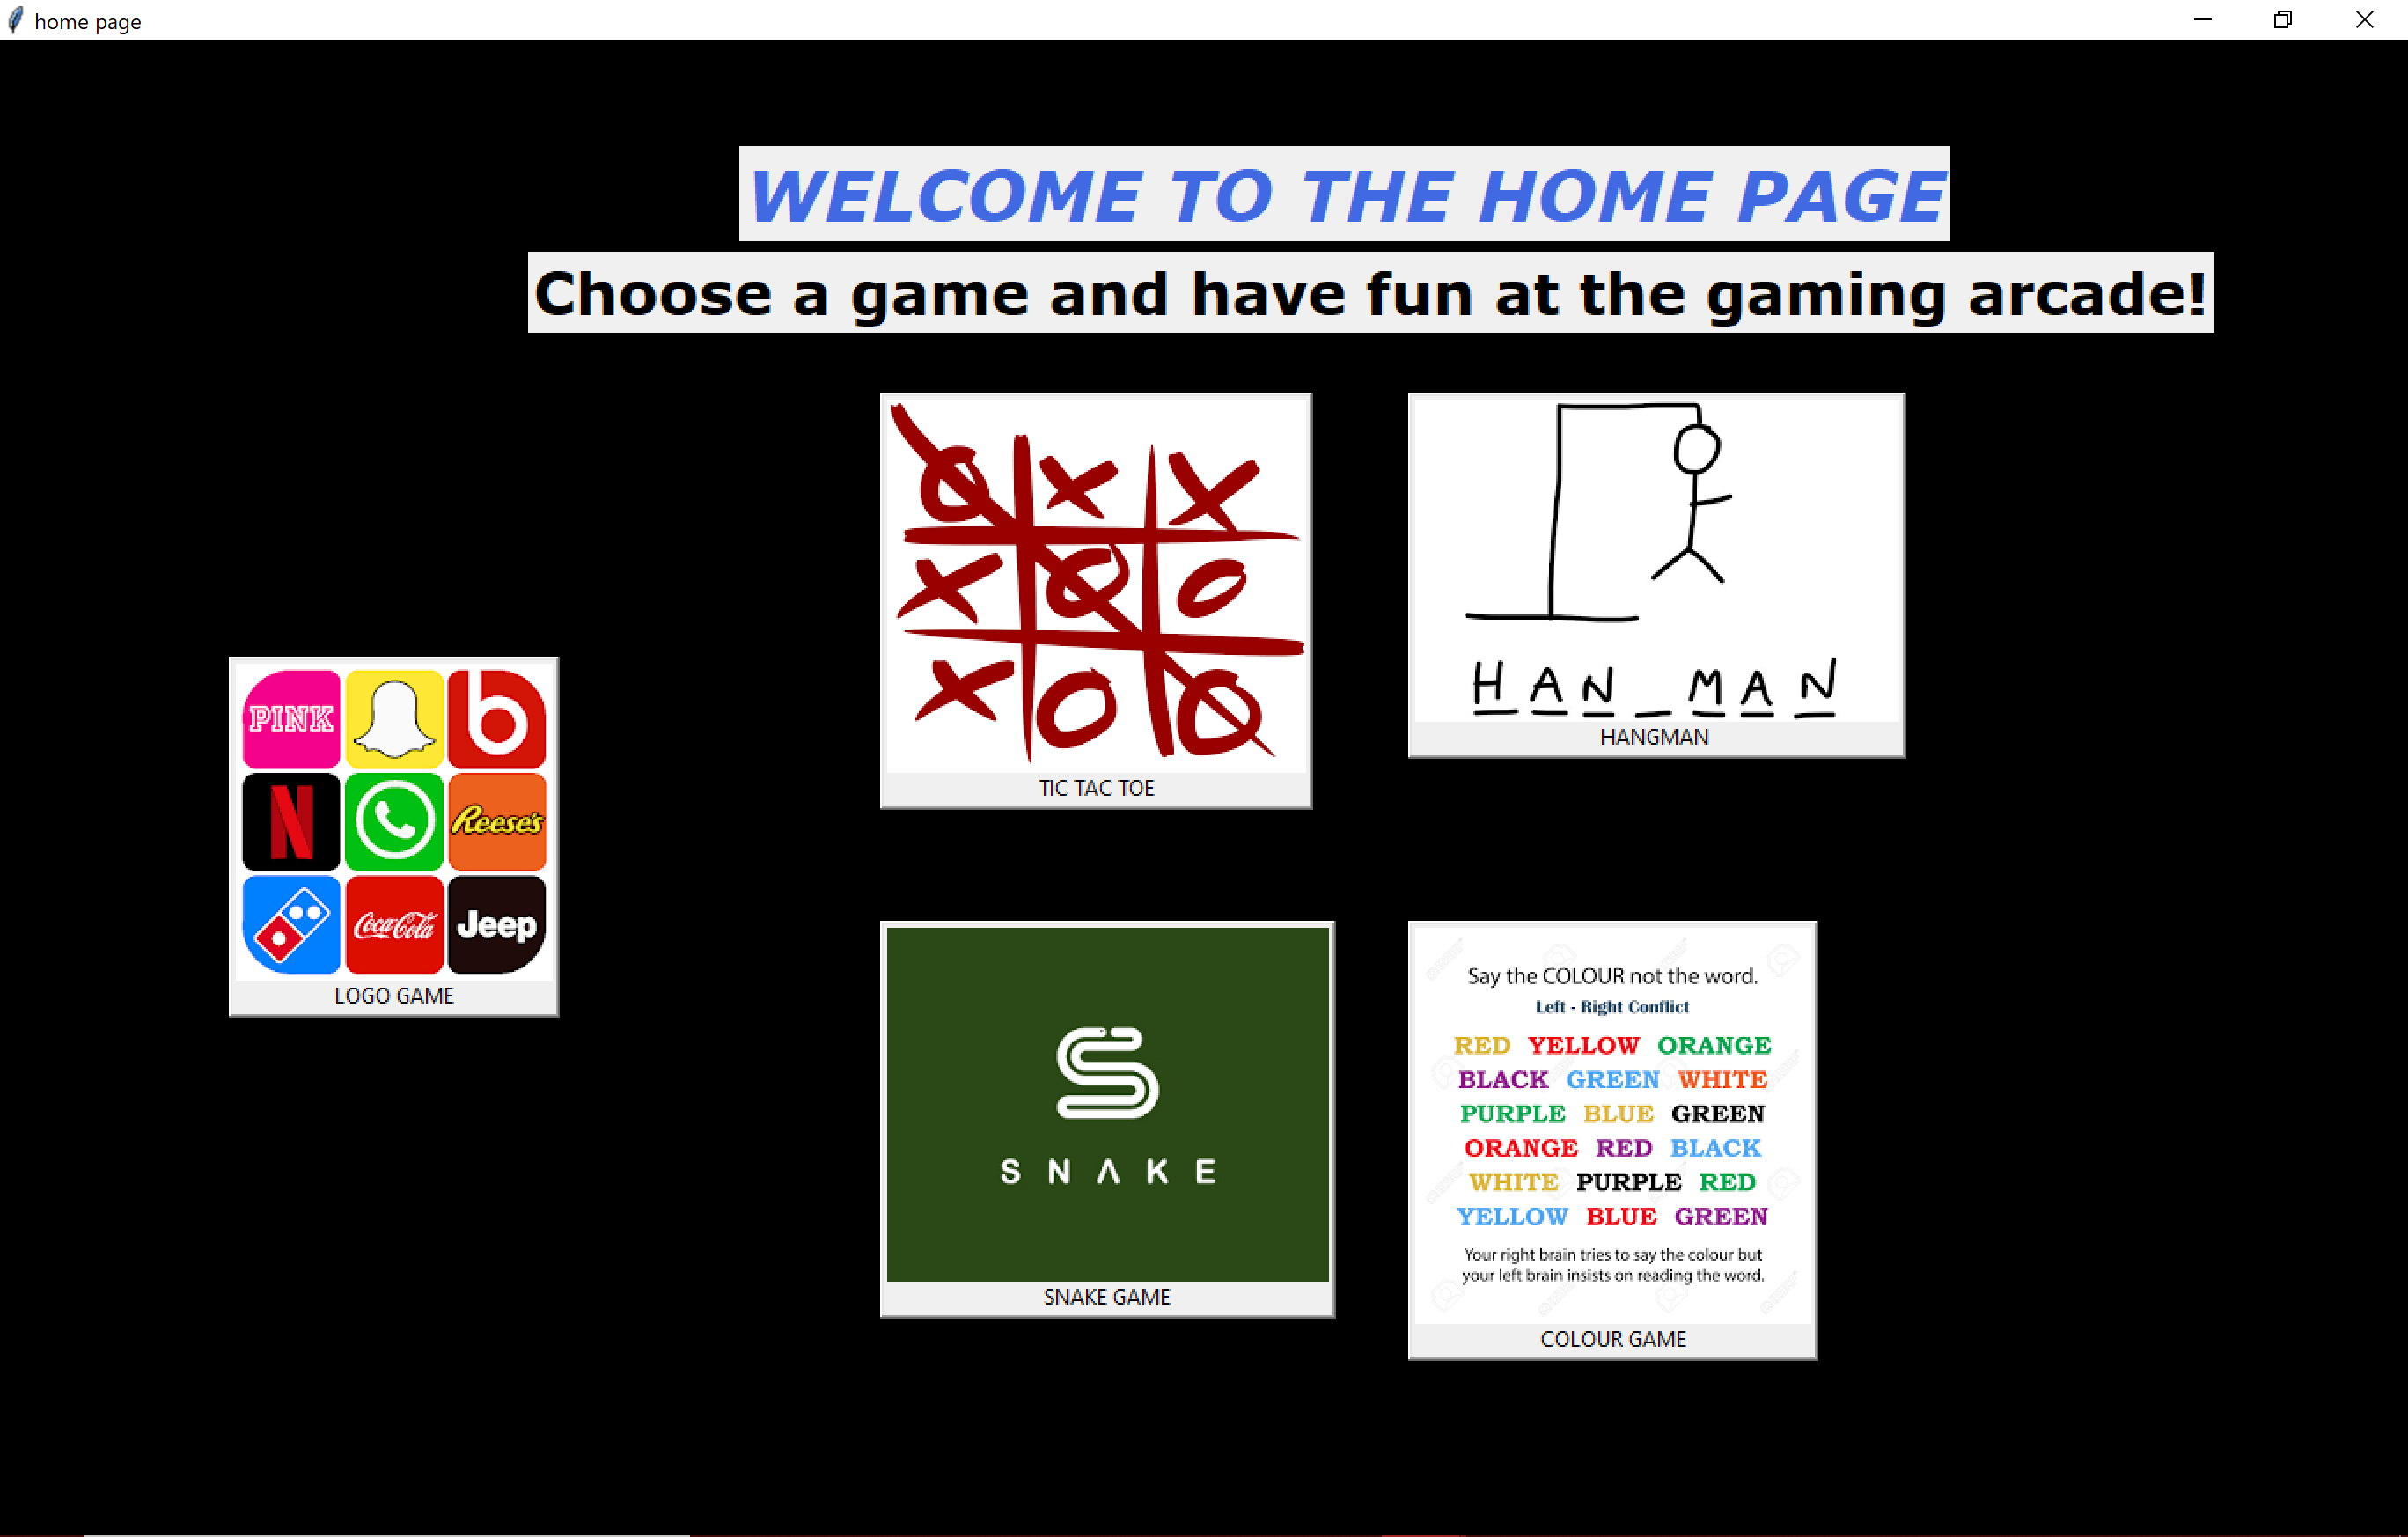 home page
WELCOME TO THE HOME PAGE
Choose a game and have fun at the gaming arcade!
PINK
b
N
Reese's
Coca-Cola
Jeep
LOGO GAME
TIC TAC TOE
H A N _ M A N
HANGMAN
S N A K E
SNAKE GAME
Say the COLOUR not the word.
Left - Right Conflict
RED YELLOW ORANGE
BLACK GREEN WHITE
PURPLE BLUE GREEN
ORANGE RED BLACK
WHITE PURPLE RED
YELLOW BLUE GREEN
Your right brain tries to say the colour but
your left brain insists on reading the word.
COLOUR GAME